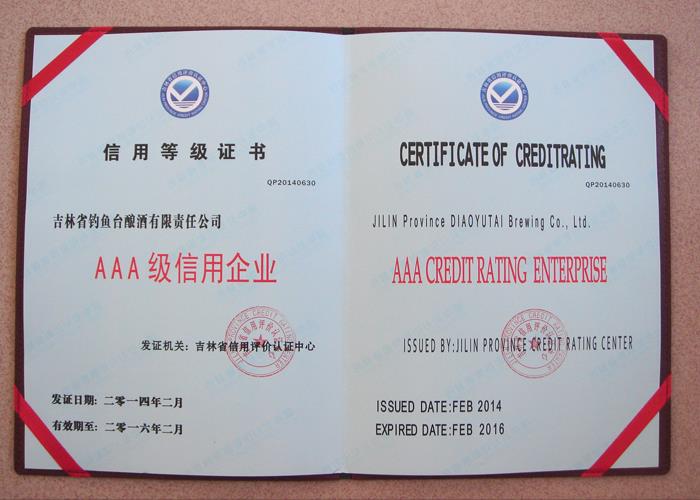 信用等级证书
QP20140630
吉林省钓鱼台酿酒有限责任公司
AAA级信用企业
发证机关：吉林省信用评价认证中心
发证日期：二零一四年二月
有效期至：二零一六年二月
CERTIFICATE OF CREDITRATING
QP20140630
JILIN Province DIAOYUTAI Brewing Co., Ltd.
AAA CREDIT RATING ENTERPRISE
ISSUED BY:JILIN PROVINCE CREDIT RATING CENTER
ISSUED DATE:FEB 2014
EXPIRED DATE:FEB 2016